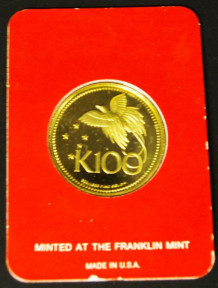 K100
MINTED AT THE FRANKLIN MINT
MADE IN U.S.A.